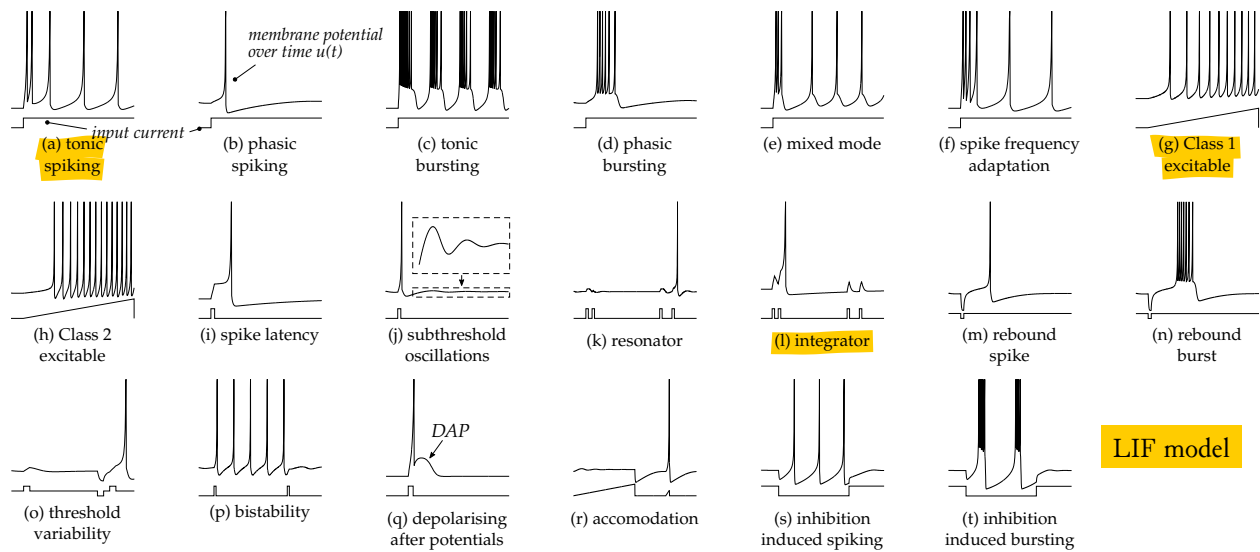 membrane potential
over time u(t)
input current
(a) tonic
spiking
(b) phasic
spiking
(c) tonic
bursting
(d) phasic
bursting
(e) mixed mode
(f) spike frequency
adaptation
(g) Class 1
excitable
(h) Class 2
excitable
(i) spike latency
(j) subthreshold
oscillations
(k) resonator
(l) integrator
(m) rebound
spike
(n) rebound
burst
DAP
LIF model
(o) threshold
variability
(p) bistability
(q) depolarising
after potentials
(r) accomodation
(s) inhibition
induced spiking
(t) inhibition
induced bursting